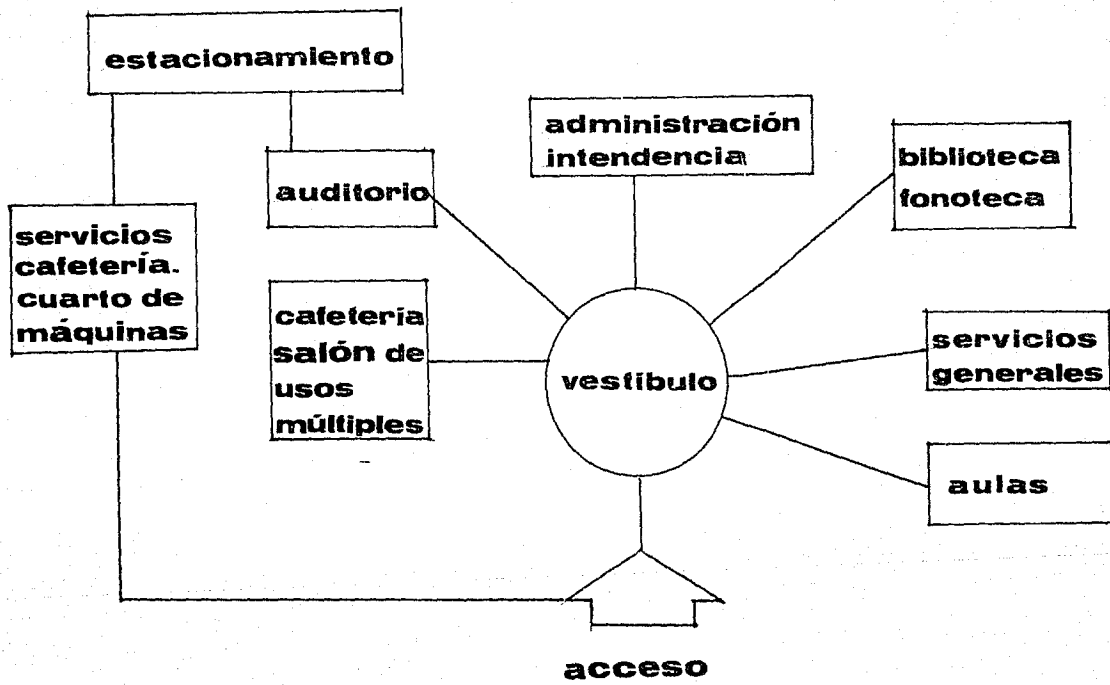 estacionamiento
administración
intendencia
biblioteca
fonoteca
auditorio
servicios
cafetería.
cuarto de
máquinas
cafetería
salón de
usos
múltiples
vestíbulo
servicios
generales
aulas
acceso